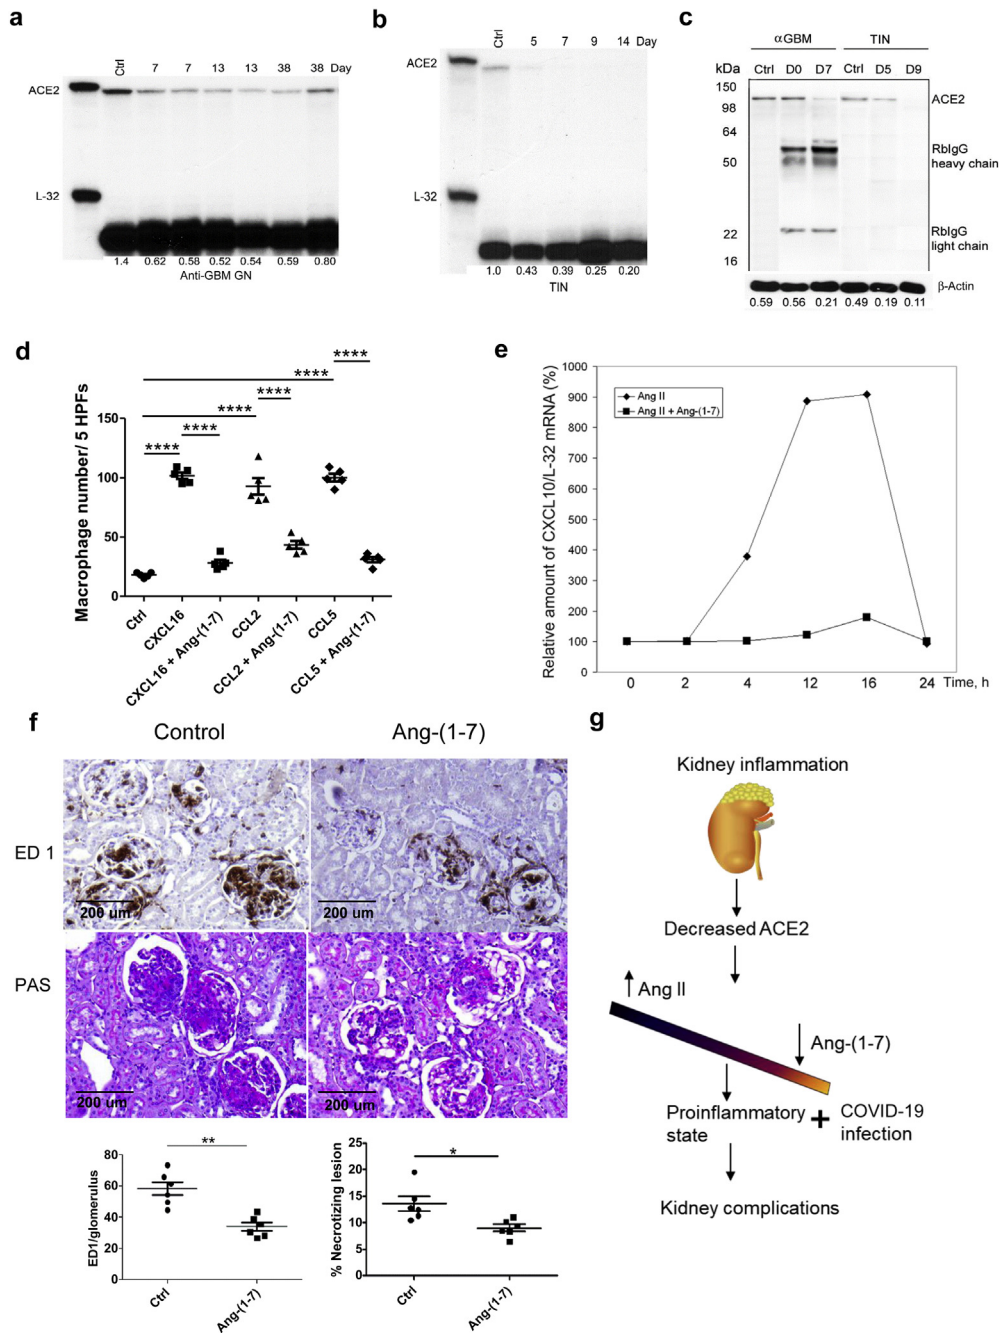 a
Ctrl 7 7 13 13 38 38 Day
ACE2
L-32
1.4 0.62 0.58 0.52 0.54 0.59 0.80
Anti-GBM GN
b
Ctrl 5 7 9 14 Day
ACE2
L-32
1.0 0.43 0.39 0.25 0.20
TIN
c
αGBM TIN
kDa Ctrl D0 D7 Ctrl D5 D9
150
98
64
50
22
16
ACE2
RbIgG
heavy chain
RbIgG
light chain
β-Actin
0.59 0.56 0.21 0.49 0.19 0.11
d
Macrophage number/ 5 HPFs
150
100
50
0
**** **** **** **** **** ****
Ctrl
CXCL16
CXCL16 + Ang-(1-7)
CCL2
CCL2 + Ang-(1-7)
CCL5
CCL5 + Ang-(1-7)
e
Relative amount of CXCL10/L-32 mRNA (%)
1000
900
800
700
600
500
400
300
200
100
0
Ang II
Ang II + Ang-(1-7)
0 2 4 12 16 24 Time, h
f
Control Ang-(1-7)
ED 1
200 um 200 um
PAS
200 um 200 um
ED1/glomerulus
80
60
40
20
0
**
Ctrl
Ang-(1-7)
% Necrotizing lesion
25
20
15
10
5
0
*
Ctrl
Ang-(1-7)
g
Kidney inflammation
Decreased ACE2
Ang II
Ang-(1-7)
Proinflammatory
state
+
COVID-19
infection
Kidney complications